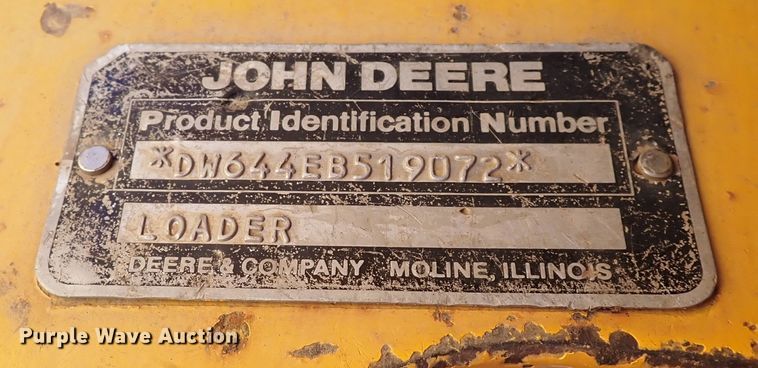 JOHN DEERE
Product Identification Number
*DW644EB519072*
LOADER
DEERE & COMPANY MOLINE, ILLINOIS
Purple Wave Auction